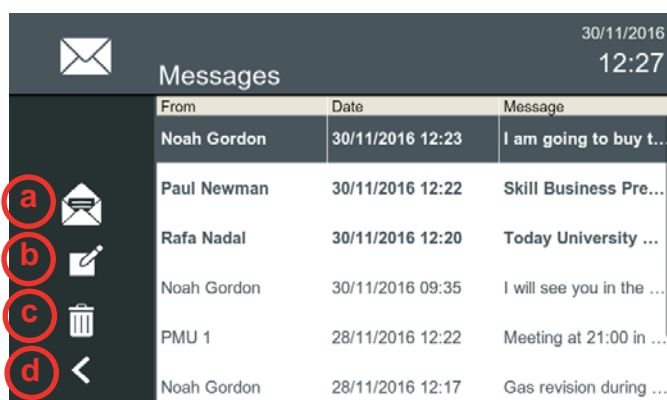 30/11/2016
12:27
Messages
From Date Message
Noah Gordon 30/11/2016 12:23 I am going to buy t...
Paul Newman 30/11/2016 12:22 Skill Business Pre...
a
Rafa Nadal 30/11/2016 12:20 Today University ...
b
Noah Gordon 30/11/2016 09:35 I will see you in the ...
c
PMU 1 28/11/2016 12:22 Meeting at 21:00 in ...
d
Noah Gordon 28/11/2016 12:17 Gas revision during ...